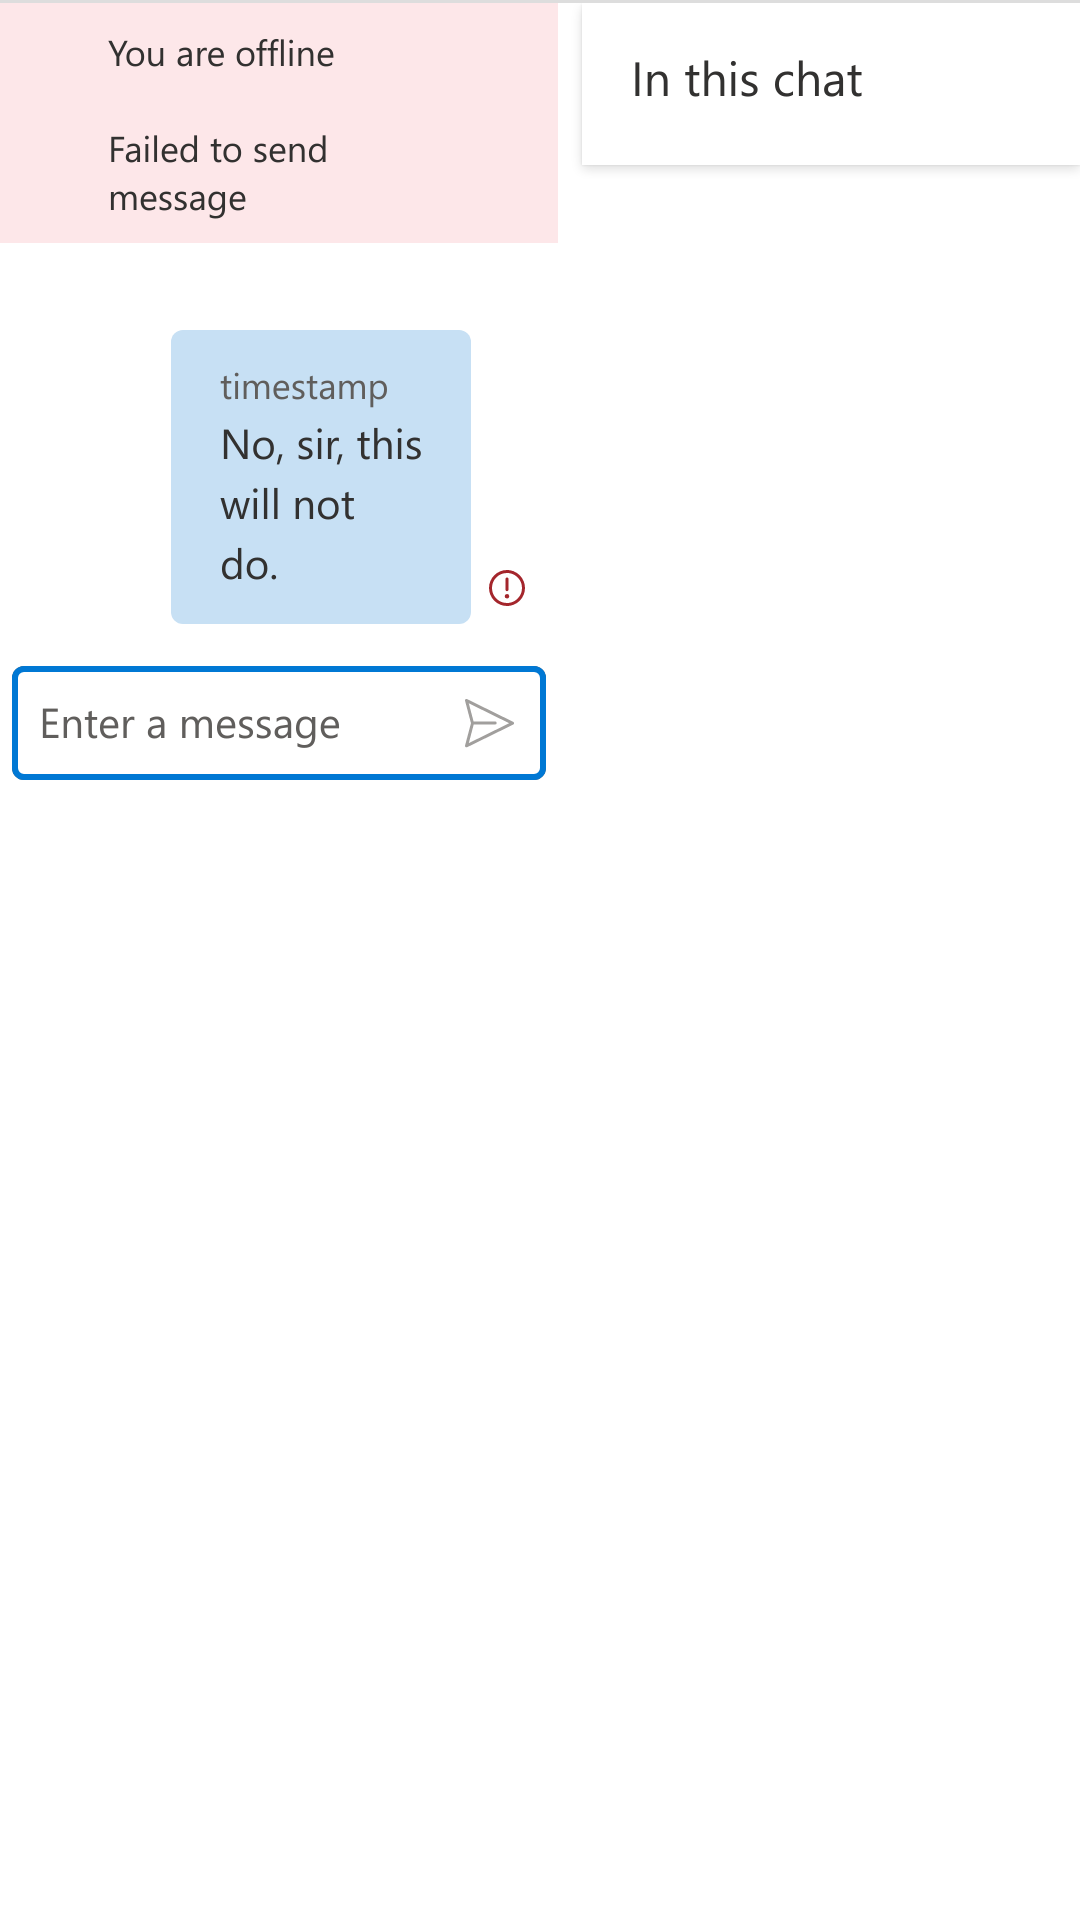 You are offline
Failed to send
message
In this chat
timestamp
No, sir, this
will not
do.
Enter a message